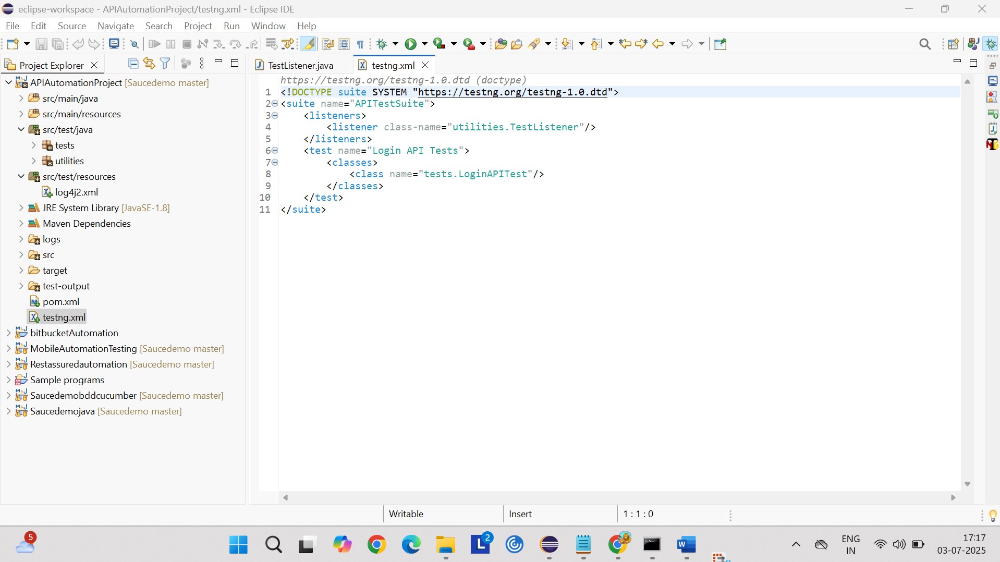 eclipse-workspace - APIAutomationProject/testng.xml - Eclipse IDE
File Edit Source Navigate Search Project Run Window Help
Project Explorer
APIAutomationProject [Saucedemo master]
src/main/java
src/main/resources
src/test/java
tests
utilities
src/test/resources
log4j2.xml
JRE System Library [JavaSE-1.8]
Maven Dependencies
logs
src
target
test-output
pom.xml
testng.xml
bitbucketAutomation
MobileAutomationTesting [Saucedemo master]
Restassuredautomation [Saucedemo master]
Sample programs
Saucedemobddcucumber [Saucedemo master]
Saucedemojava [Saucedemo master]
TestListener.java testng.xml
https://testng.org/testng-1.0.dtd (doctype)
1 <!DOCTYPE suite SYSTEM "https://testng.org/testng-1.0.dtd">
2 <suite name="APITestSuite">
3     <listeners>
4         <listener class-name="utilities.TestListener"/>
5     </listeners>
6     <test name="Login API Tests">
7         <classes>
8             <class name="tests.LoginAPITest"/>
9         </classes>
10     </test>
11 </suite>
Writable Insert 1 : 1 : 0
5
2
ENG
IN
17:17
03-07-2025